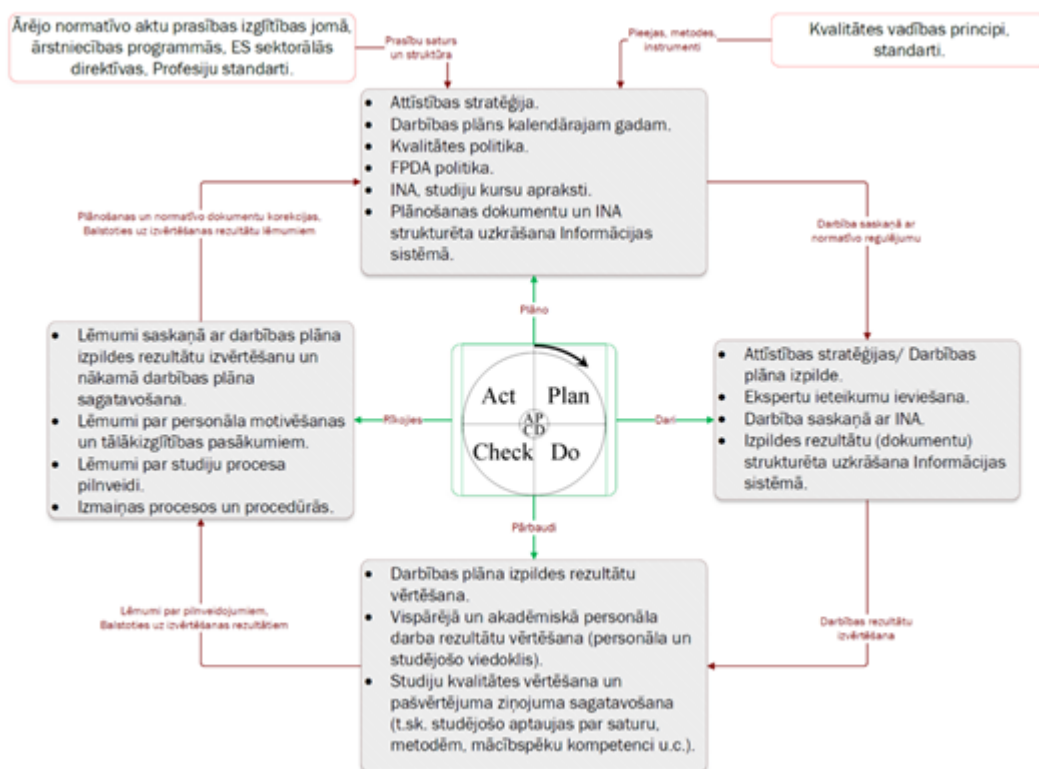 Ārējo normatīvo aktu prasības izglītības jomā,
ārstniecības programmās, ES sektorālās
direktīvas, Profesiju standarti.
Prasību saturs
un struktūra
Pieejas, metodes,
instrumenti
Kvalitātes vadības principi,
standarti.
• Attīstības stratēģija.
• Darbības plāns kalendārajam gadam.
• Kvalitātes politika.
• FPDA politika.
• INA, studiju kursu apraksti.
• Plānošanas dokumentu un INA
strukturēta uzkrāšana Informācijas
sistēmā.
Plānošanas un normatīvo dokumentu korekcijas,
Balstoties uz izvērtēšanas rezultātu lēmumiem
Darbība saskaņā ar
normatīvo regulējumu
Plāno
• Lēmumi saskaņā ar darbības plāna
izpildes rezultātu izvērtēšanu un
nākamā darbības plāna
sagatavošana.
• Lēmumi par personāla motivēšanas
un tālākizglītības pasākumiem.
• Lēmumi par studiju procesa
pilnveidi.
• Izmaiņas procesos un procedūrās.
Rīkojies
Act
Plan
AP
CD
Check
Do
Dari
• Attīstības stratēģijas/ Darbības
plāna izpilde.
• Ekspertu ieteikumu ieviešana.
• Darbība saskaņā ar INA.
• Izpildes rezultātu (dokumentu)
strukturēta uzkrāšana Informācijas
sistēmā.
Pārbaudi
• Darbības plāna izpildes rezultātu
vērtēšana.
• Vispārējā un akadēmiskā personāla
darba rezultātu vērtēšana (personāla un
studējošo viedoklis).
• Studiju kvalitātes vērtēšana un
pašvērtējuma ziņojuma sagatavošana
(t.sk. studējošo aptaujas par saturu,
metodēm, mācībspēku kompetenci u.c.).
Lēmumi par pilnveidojumiem,
Balstoties uz izvērtēšanas rezultātiem
Darbības rezultātu
izvērtēšana